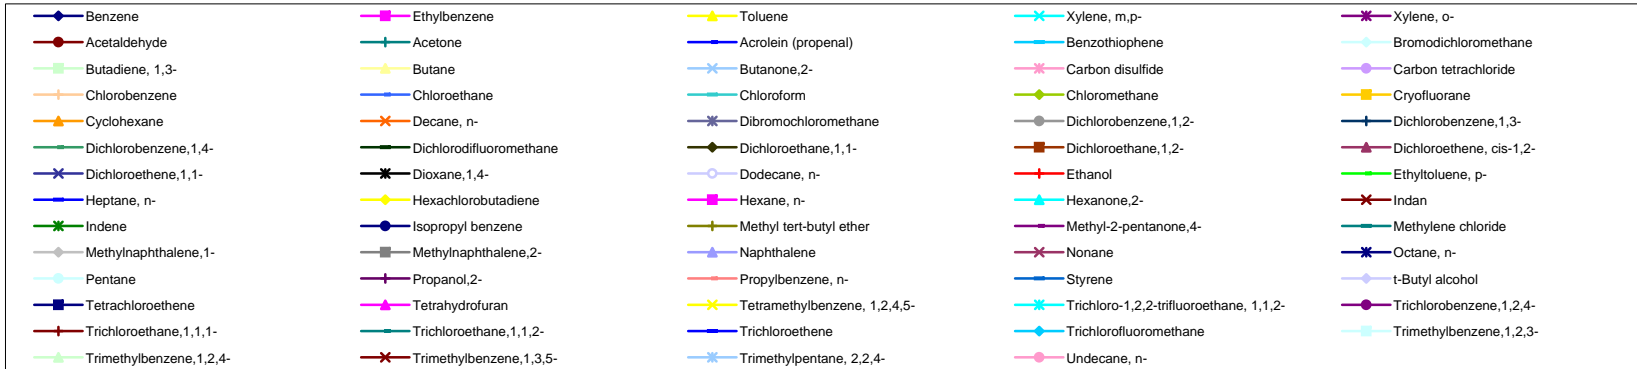 Benzene Ethylbenzene Toluene Xylene, m,p- Xylene, o-
Acetaldehyde Acetone Acrolein (propenal) Benzothiophene Bromodichloromethane
Butadiene, 1,3- Butane Butanone,2- Carbon disulfide Carbon tetrachloride
Chlorobenzene Chloroethane Chloroform Chloromethane Cryofluorane
Cyclohexane Decane, n- Dibromochloromethane Dichlorobenzene,1,2- Dichlorobenzene,1,3-
Dichlorobenzene,1,4- Dichlorodifluoromethane Dichloroethane,1,1- Dichloroethane,1,2- Dichloroethene, cis-1,2-
Dichloroethene,1,1- Dioxane,1,4- Dodecane, n- Ethanol Ethyltoluene, p-
Heptane, n- Hexachlorobutadiene Hexane, n- Hexanone,2- Indan
Indene Isopropyl benzene Methyl tert-butyl ether Methyl-2-pentanone,4- Methylene chloride
Methylnaphthalene,1- Methylnaphthalene,2- Naphthalene Nonane Octane, n-
Pentane Propanol,2- Propylbenzene, n- Styrene t-Butyl alcohol
Tetrachloroethene Tetrahydrofuran Tetramethylbenzene, 1,2,4,5- Trichloro-1,2,2-trifluoroethane, 1,1,2- Trichlorobenzene,1,2,4-
Trichloroethane,1,1,1- Trichloroethane,1,1,2- Trichloroethene Trichlorofluromethane Trimethylbenzene,1,2,3-
Trimethylbenzene,1,2,4- Trimethylbenzene,1,3,5- Trimethylpentane, 2,2,4- Undecane, n-